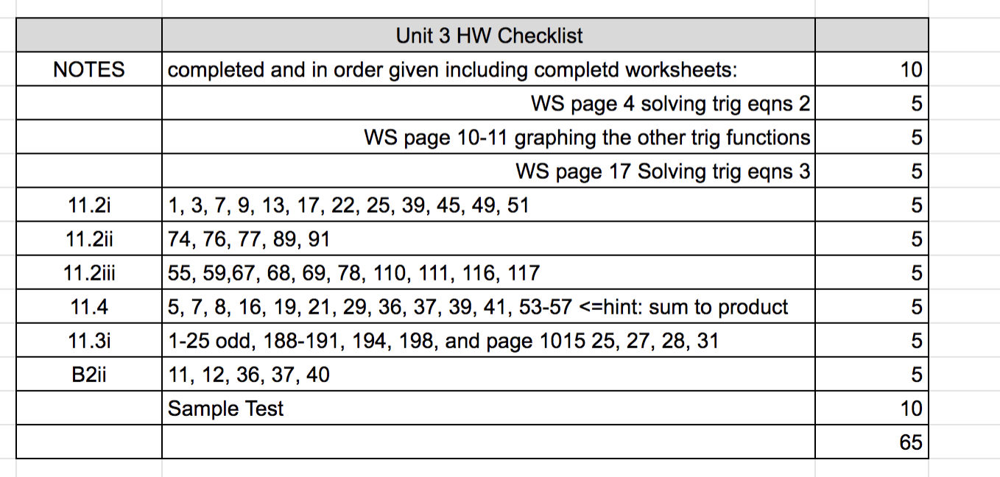 Unit 3 HW Checklist
NOTES completed and in order given including completd worksheets: 10
WS page 4 solving trig eqns 2 5
WS page 10-11 graphing the other trig functions 5
WS page 17 Solving trig eqns 3 5
11.2i 1, 3, 7, 9, 13, 17, 22, 25, 39, 45, 49, 51 5
11.2ii 74, 76, 77, 89, 91 5
11.2iii 55, 59,67, 68, 69, 78, 110, 111, 116, 117 5
11.4 5, 7, 8, 16, 19, 21, 29, 36, 37, 39, 41, 53-57 <=hint: sum to product 5
11.3i 1-25 odd, 188-191, 194, 198, and page 1015 25, 27, 28, 31 5
B2ii 11, 12, 36, 37, 40 5
Sample Test 10
65